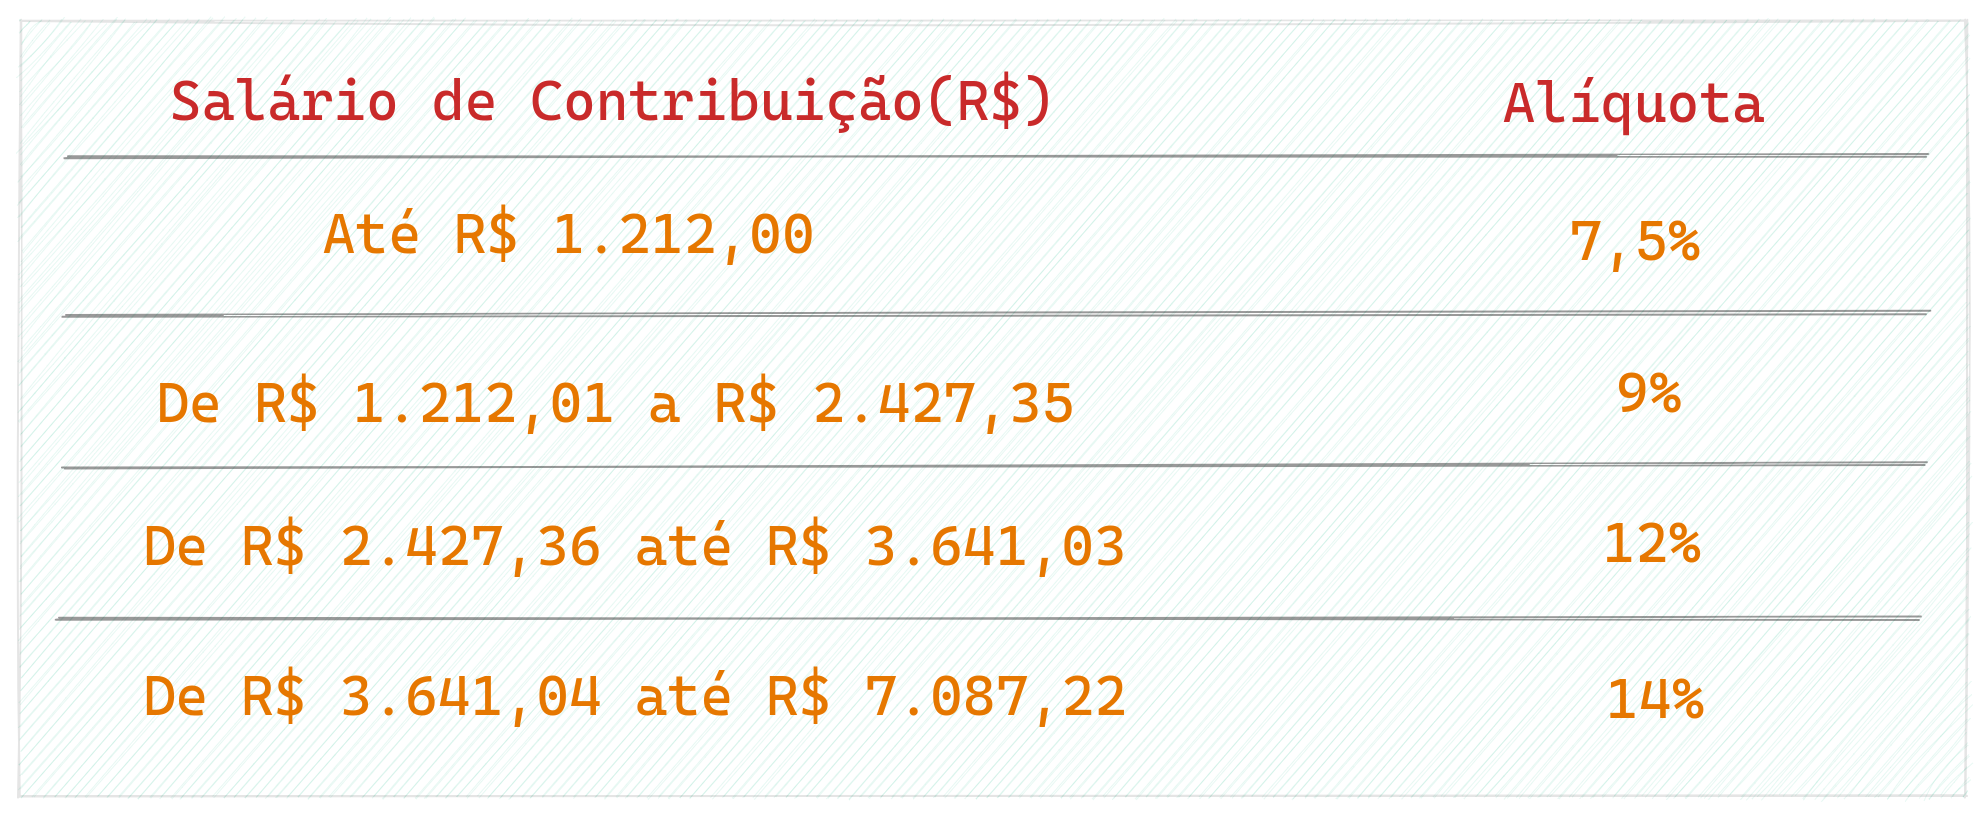 Salário de Contribuição(R$) Alíquota
Até R$ 1.212,00 7,5%
De R$ 1.212,01 a R$ 2.427,35 9%
De R$ 2.427,36 até R$ 3.641,03 12%
De R$ 3.641,04 até R$ 7.087,22 14%